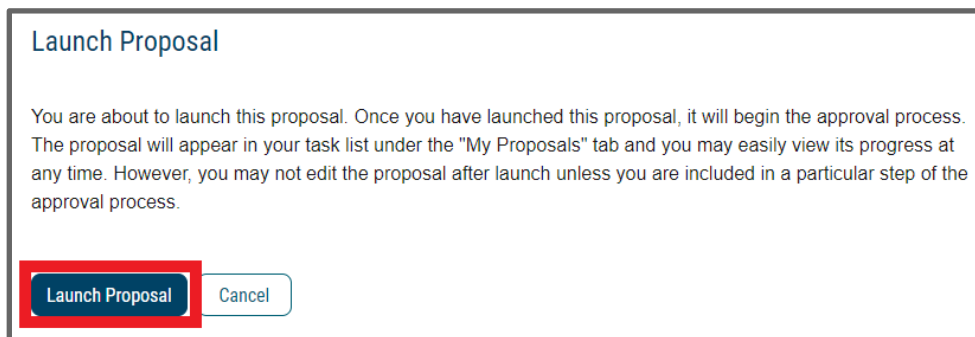 Launch Proposal
You are about to launch this proposal. Once you have launched this proposal, it will begin the approval process.
The proposal will appear in your task list under the "My Proposals" tab and you may easily view its progress at
any time. However, you may not edit the proposal after launch unless you are included in a particular step of the
approval process.
Launch Proposal Cancel